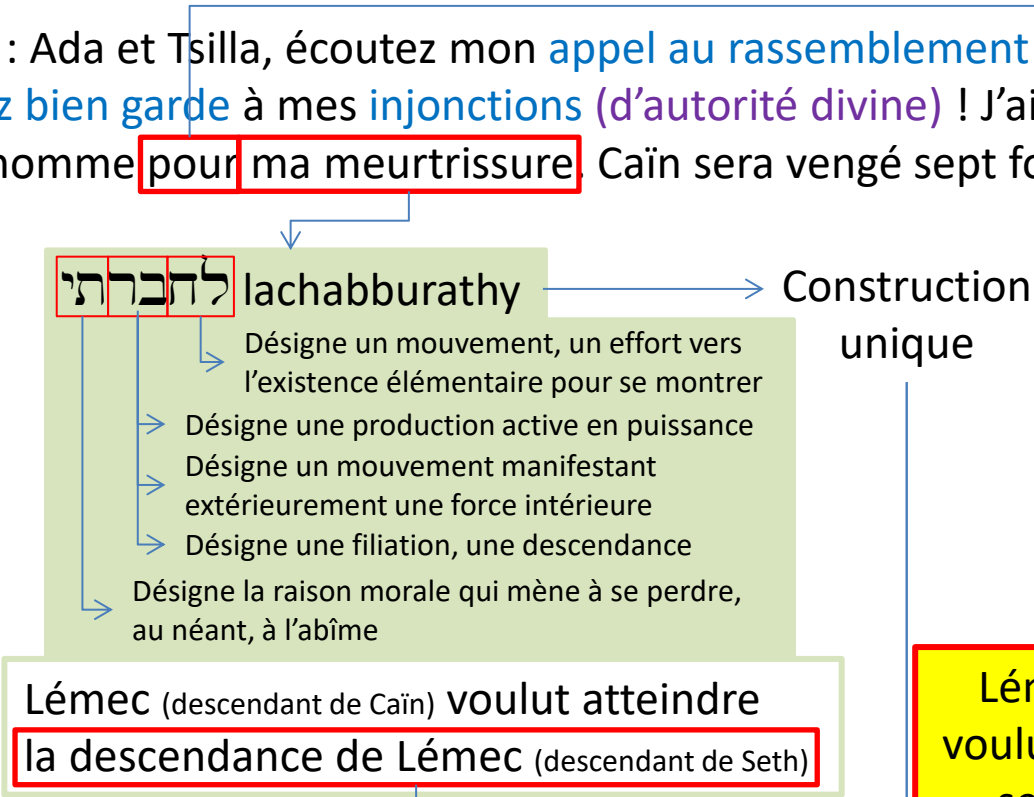 : Ada et Tsilla, écoutez mon appel au rassemblement
z bien garde à mes injonctions (d’autorité divine) ! J’ai
homme pour ma meurtrissure. Caïn sera vengé sept fo
לחברתי lachabburathy
Construction
unique
Désigne un mouvement, un effort vers
l’existence élémentaire pour se montrer
Désigne une production active en puissance
Désigne un mouvement manifestant
extérieurement une force intérieure
Désigne une filiation, une descendance
Désigne la raison morale qui mène à se perdre,
au néant, à l’abîme
Lémec (descendant de Caïn) voulut atteindre
la descendance de Lémec (descendant de Seth)
Lé
voulu